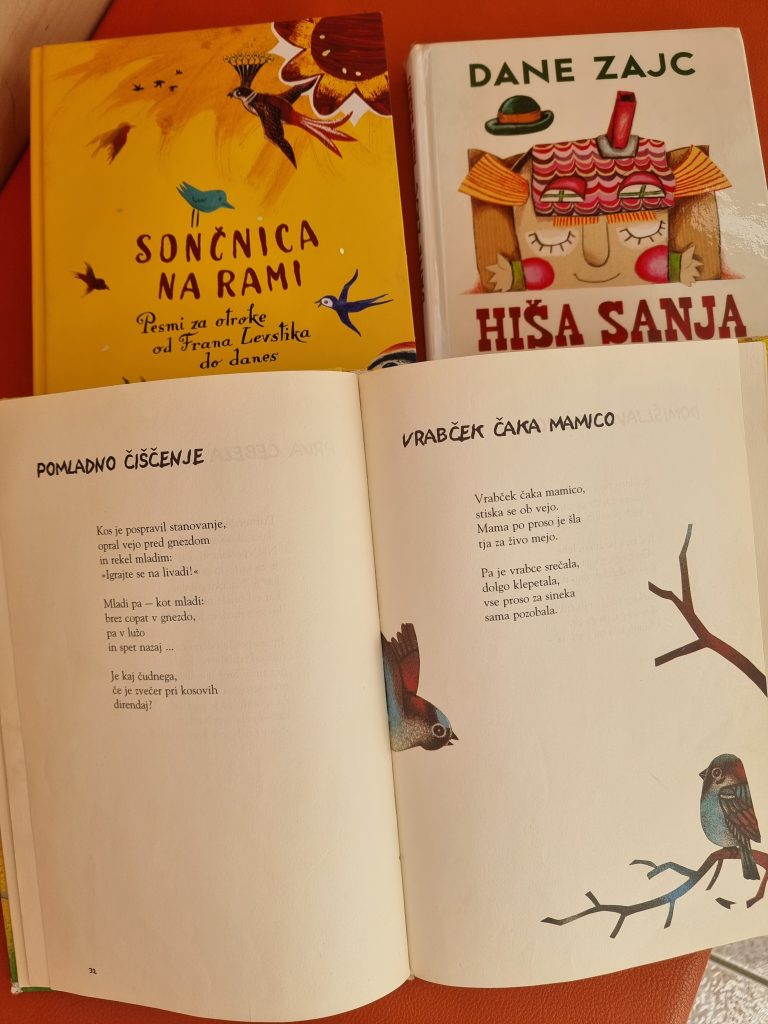 SONČNICA
NA RAMI
Pesmi za otroke
od Frana Levstika
do danes
DANE ZAJC
HIŠA SANJA
POMLADNO ČIŠČENJE
Kos je pospravil stanovanje,
opral vejo pred gnezdom
in rekel mladim:
»Igrajte se na livadi!«
Mladi pa – kot mladi:
brez copat v gnezdo,
pa v lužo
in spet nazaj ...
Je kaj čudnega,
če je zvečer pri kosovih
direndaj?
32
VRABČEK ČAKA MAMICO
Vrabček čaka mamico,
stiska se ob vejo.
Mama po proso je šla
tja za živo mejo.
Pa je vrabce srečala,
dolgo klepetala,
vse proso za sineka
sama pozobala.